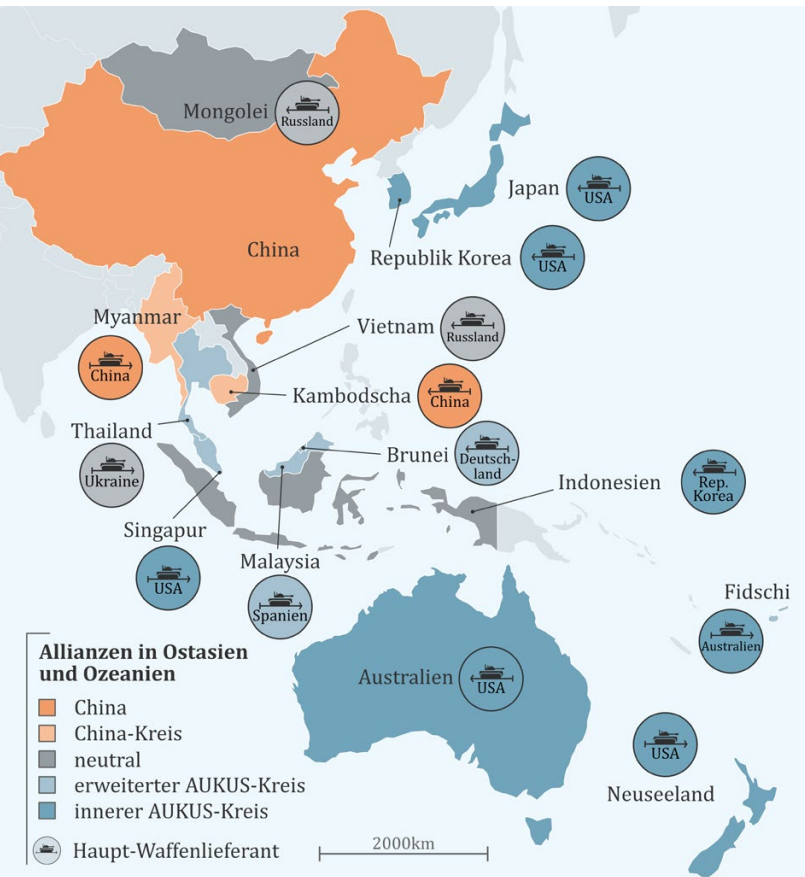 Mongolei
Russland
Japan
USA
China
Republik Korea
USA
Myanmar
China
Vietnam
Russland
Kambodscha
China
Thailand
Ukraine
Brunei
Deutsch-
land
Indonesien
Rep.
Korea
Singapur
USA
Malaysia
Spanien
Fidschi
Australien
Australien
USA
USA
Neuseeland
Allianzen in Ostasien
und Ozeanien
China
China-Kreis
neutral
erweiterter AUKUS-Kreis
innerer AUKUS-Kreis
Haupt-Waffenlieferant
2000km